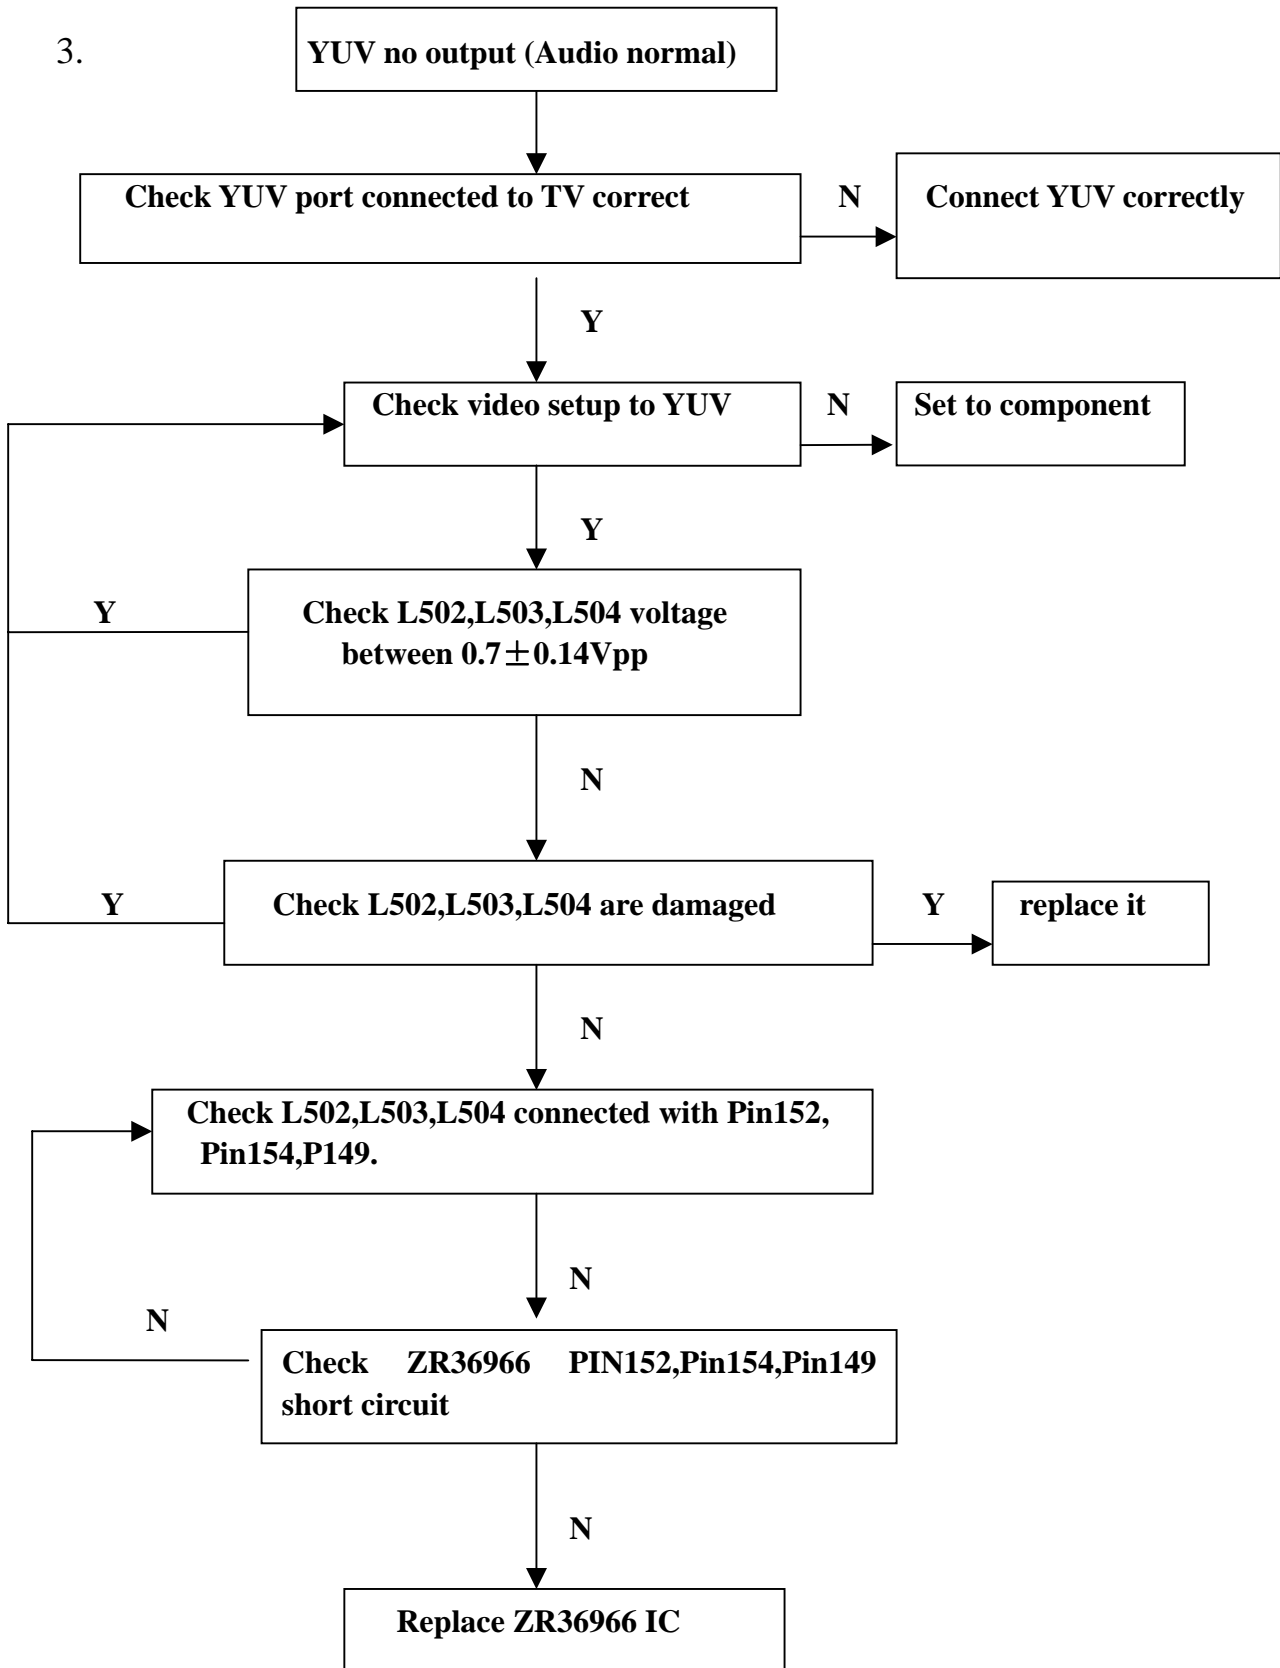 3.
YUV no output (Audio normal)
Check YUV port connected to TV correct
N
Connect YUV correctly
Y
Check video setup to YUV
N
Set to component
Y
Check L502,L503,L504 voltage
between 0.7±0.14Vpp
Y
N
Check L502,L503,L504 are damaged
Y
Y
replace it
N
Check L502,L503,L504 connected with Pin152,
Pin154,P149.
N
N
Check ZR36966 PIN152,Pin154,Pin149
short circuit
N
Replace ZR36966 IC